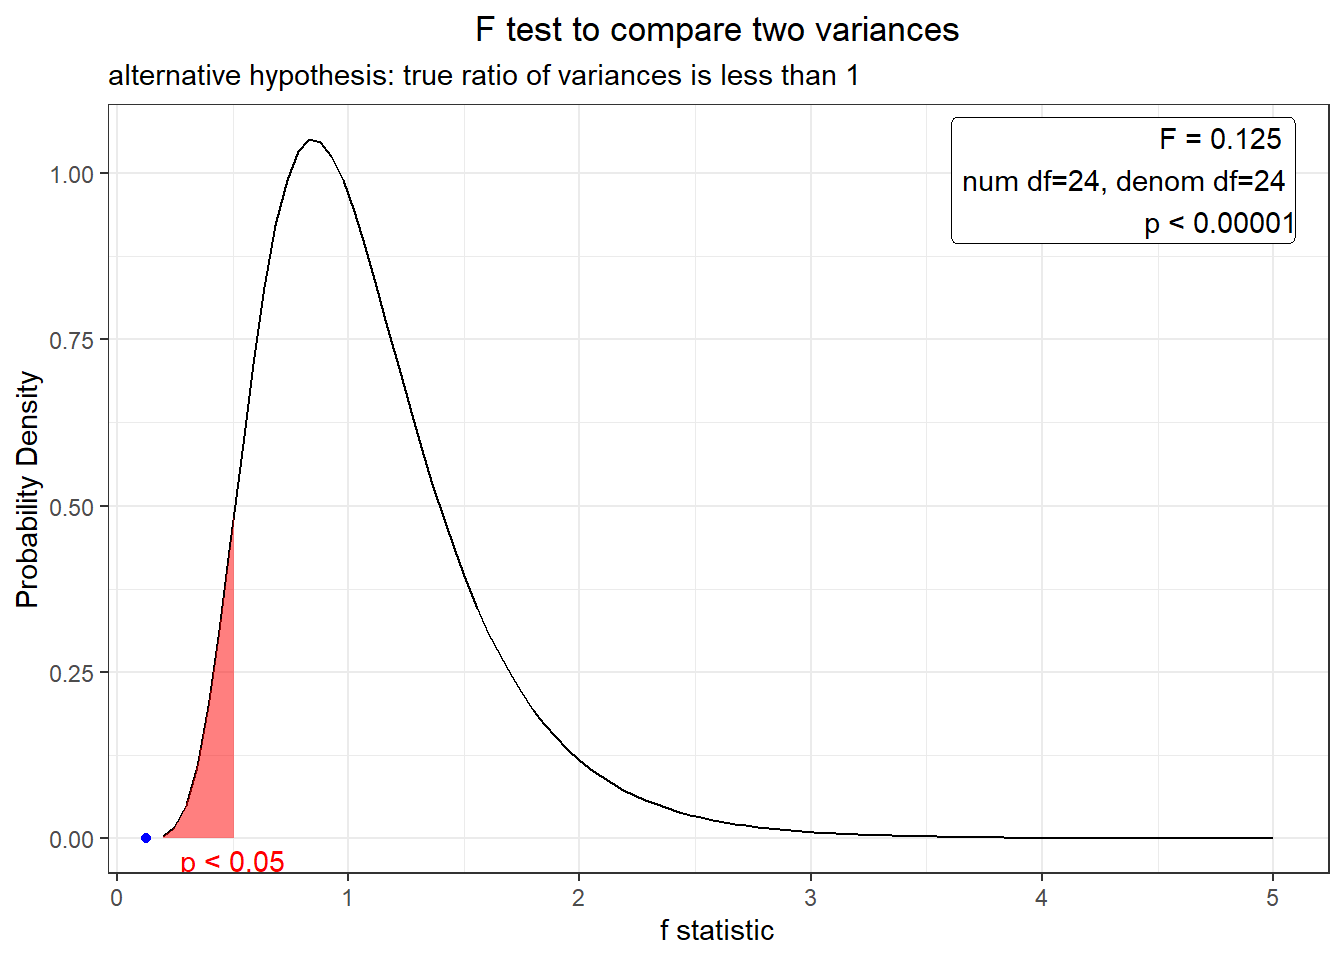 F test to compare two variances
alternative hypothesis: true ratio of variances is less than 1
F = 0.125
num df=24, denom df=24
p < 0.00001
Probability Density
1.00
0.75
0.50
0.25
0.00
p < 0.05
0 1 2 3 4 5
f statistic